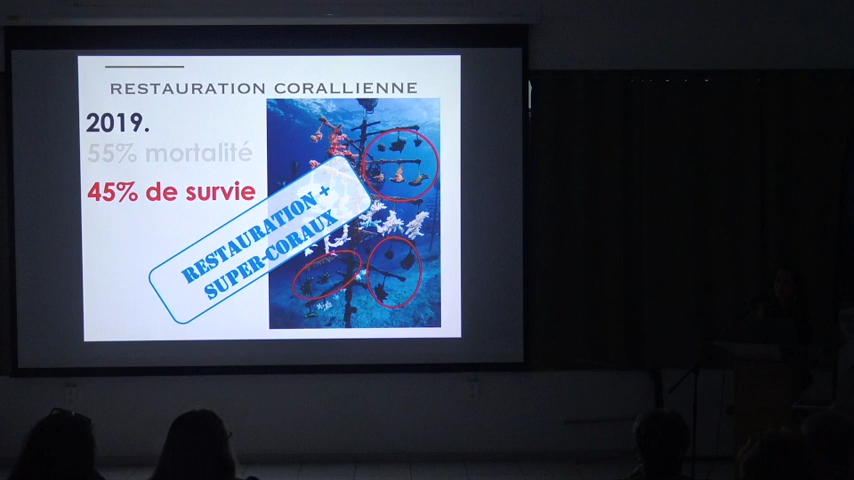 RESTAURATION CORALLIENNE
2019.
55% mortalité
45% de survie
RESTAURATION +
SUPER-CORAUX